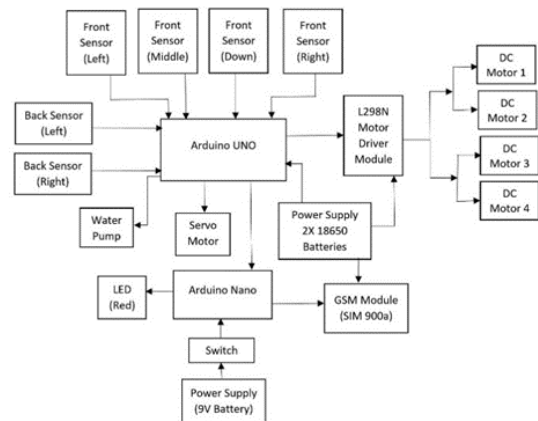 Front
Sensor
(Left)
Front
Sensor
(Middle)
Front
Sensor
(Down)
Front
Sensor
(Right)
DC
Motor 1
DC
Motor 2
DC
Motor 3
DC
Motor 4
Back Sensor
(Left)
Back Sensor
(Right)
Arduino UNO
L298N
Motor
Driver
Module
Water
Pump
Servo
Motor
Power Supply
2X 18650
Batteries
LED
(Red)
Arduino Nano
GSM Module
(SIM 900a)
Switch
Power Supply
(9V Battery)